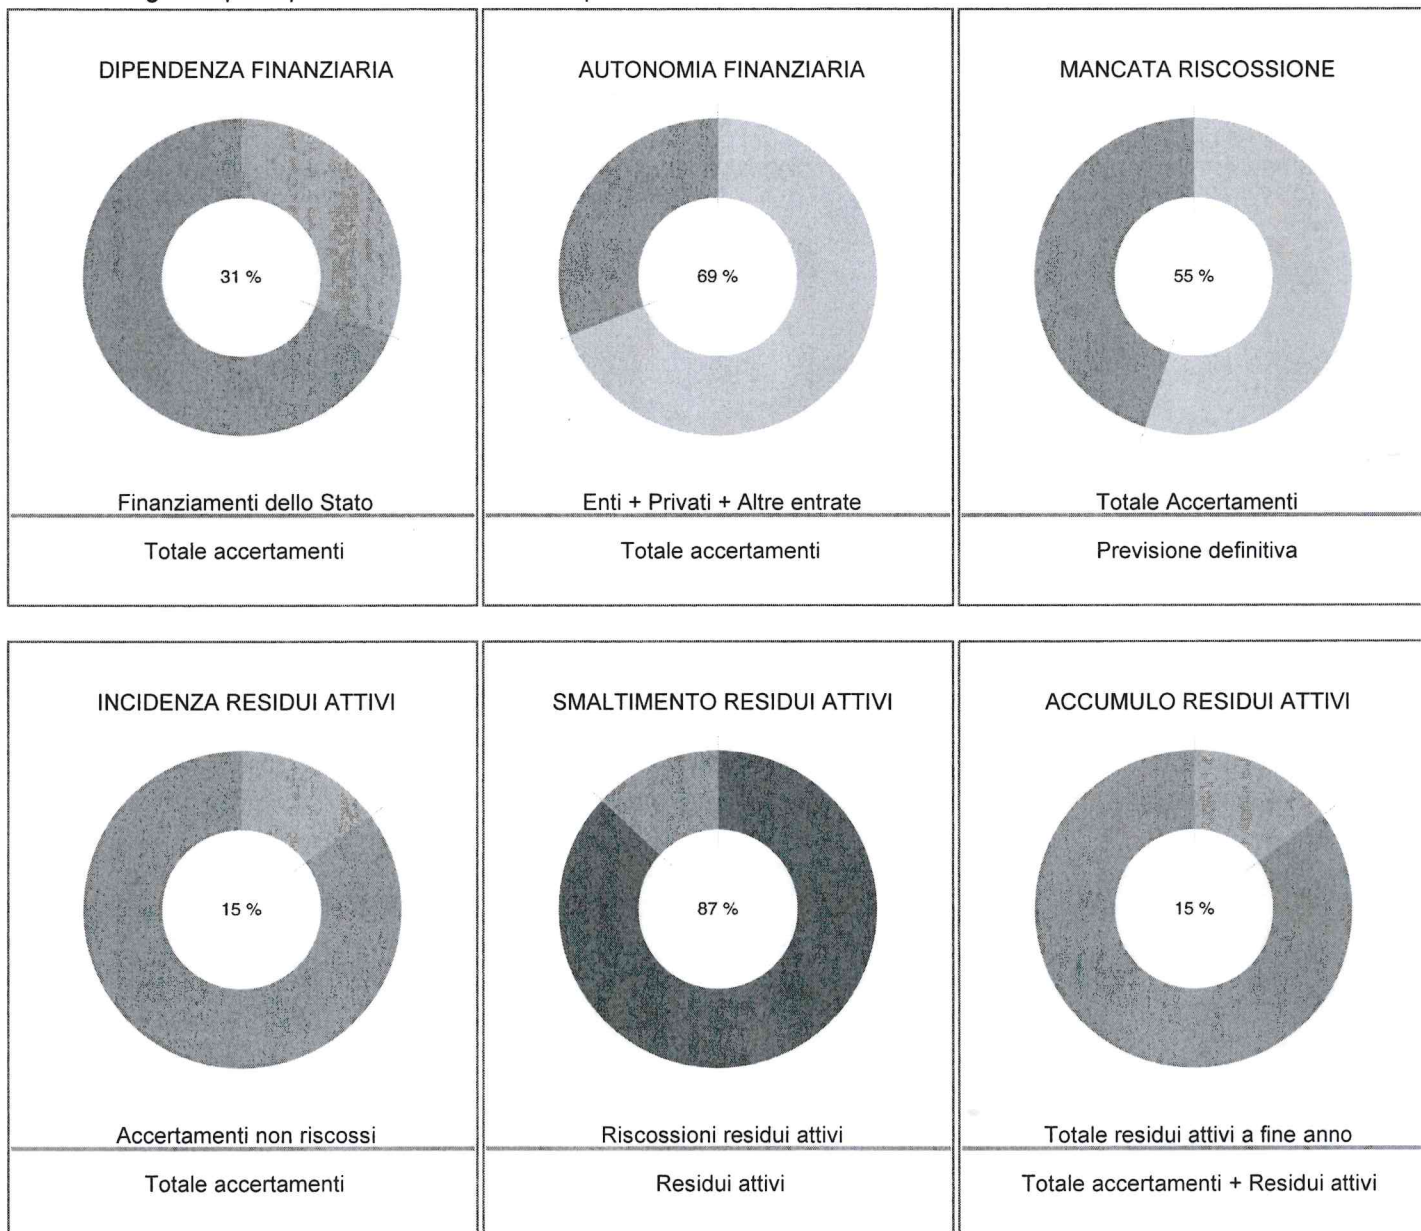 DIPENDENZA FINANZIARIA
31 %
Finanziamenti dello Stato
Totale accertamenti
AUTONOMIA FINANZIARIA
69 %
Enti + Privati + Altre entrate
Totale accertamenti
MANCATA RISCOSSIONE
55 %
Totale Accertamenti
Previsione definitiva
INCIDENZA RESIDUI ATTIVI
15 %
Accertamenti non riscossi
Totale accertamenti
SMALTIMENTO RESIDUI ATTIVI
87 %
Riscossioni residui attivi
Residui attivi
ACCUMULO RESIDUI ATTIVI
15 %
Totale residui attivi a fine anno
Totale accertamenti + Residui attivi